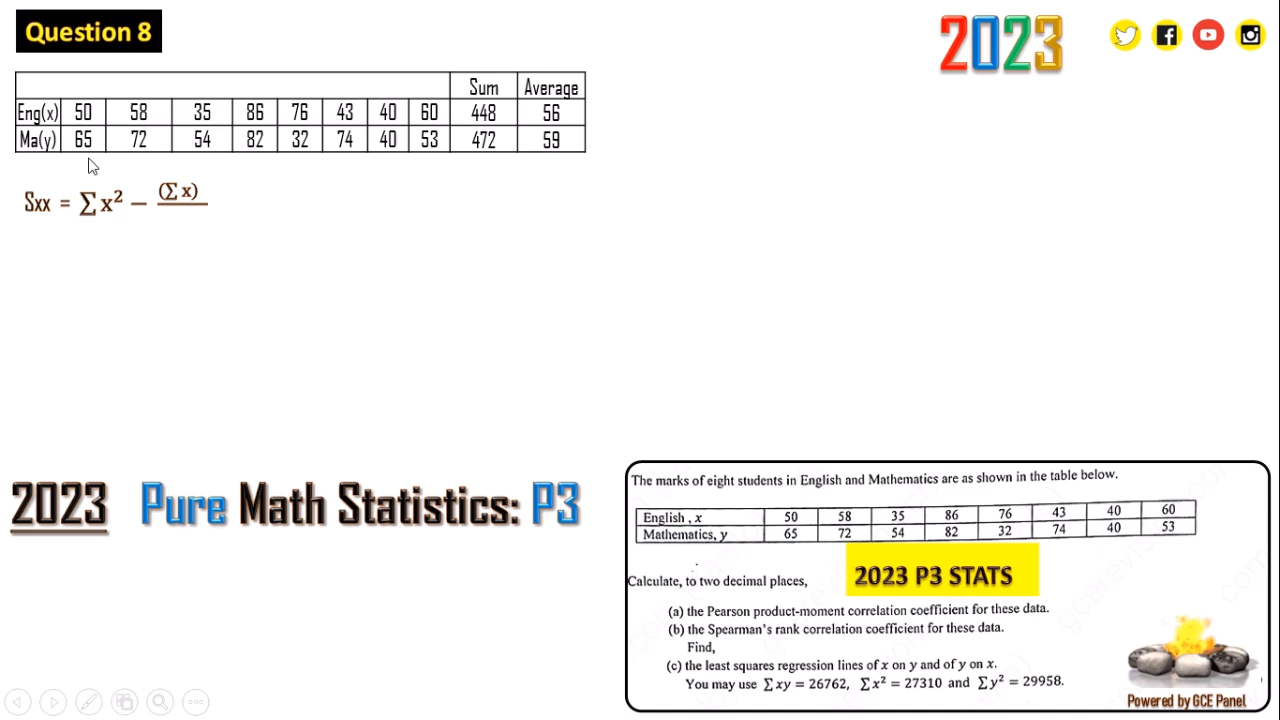 Question 8
2023
Sum Average
Eng(x) 50 58 35 86 76 43 40 60 448 56
Ma(y) 65 72 54 82 32 74 40 53 472 59
Sxx = ∑ x² − (∑ x)
2023 Pure Math Statistics: P3
The marks of eight students in English and Mathematics are as shown in the table below.
English , x 50 58 35 86 76 43 40 60
Mathematics, y 65 72 54 82 32 74 40 53
Calculate, to two decimal places,
2023 P3 STATS
(a) the Pearson product-moment correlation coefficient for these data.
(b) the Spearman's rank correlation coefficient for these data.
Find,
(c) the least squares regression lines of x on y and of y on x.
You may use ∑ xy = 26762, ∑ x² = 27310 and ∑ y² = 29958.
Powered by GCE Panel